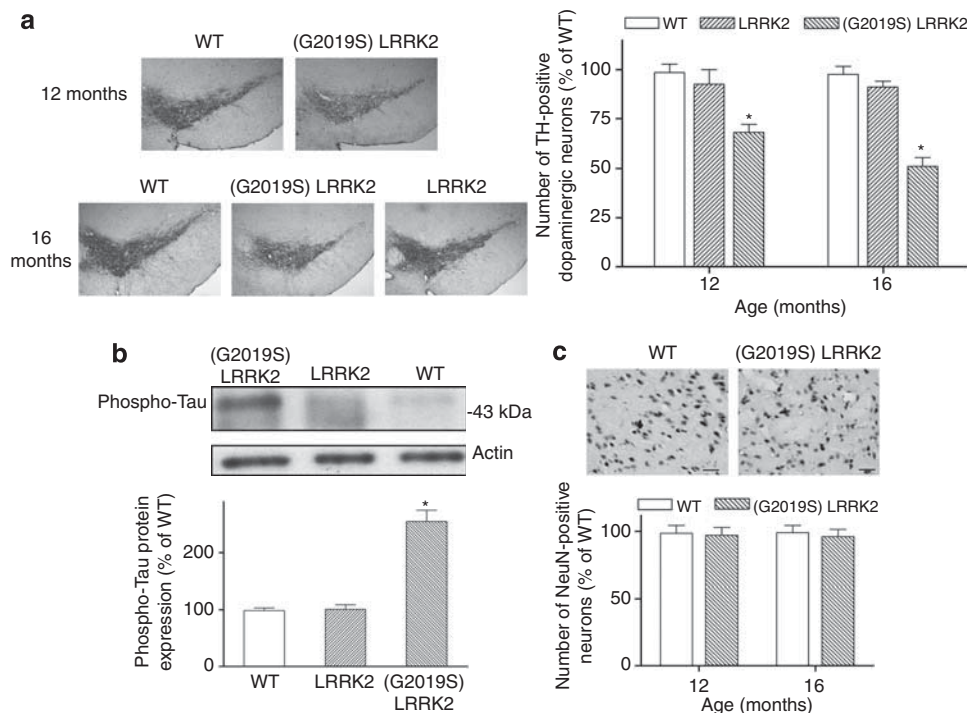 a
WT
(G2019S) LRRK2
12 months
WT
(G2019S) LRRK2
LRRK2
16
months
WT
LRRK2
(G2019S) LRRK2
Number of TH-positive
dopaminergic neurons (% of WT)
100
75
50
25
0
*
*
12
16
Age (months)
b
(G2019S)
LRRK2
LRRK2
WT
Phospho-Tau
-43 kDa
Actin
Phospho-Tau protein
expression (% of WT)
200
100
0
*
WT
LRRK2
(G2019S)
LRRK2
c
WT
(G2019S) LRRK2
WT
(G2019S) LRRK2
Number of NeuN-positive
neurons (% of WT)
100
50
0
12
16
Age (months)